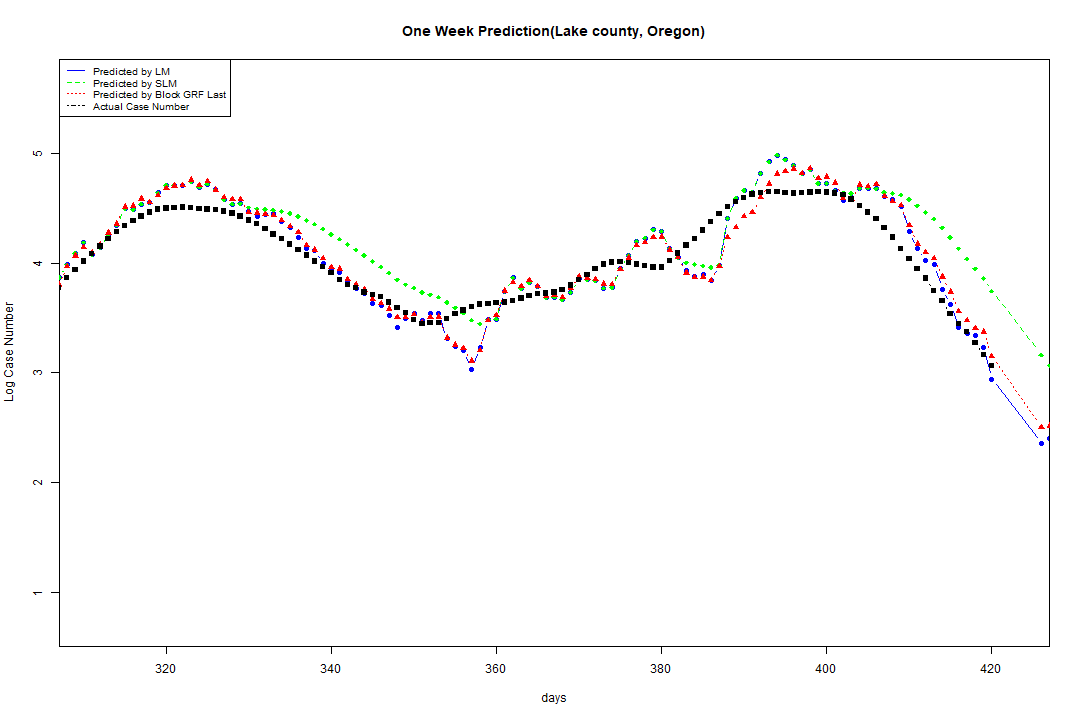 One Week Prediction(Lake county, Oregon)
Predicted by LM
Predicted by SLM
Predicted by Block GRF Last
Actual Case Number
5
4
3
2
1
Log Case Number
320 340 360 380 400 420
days